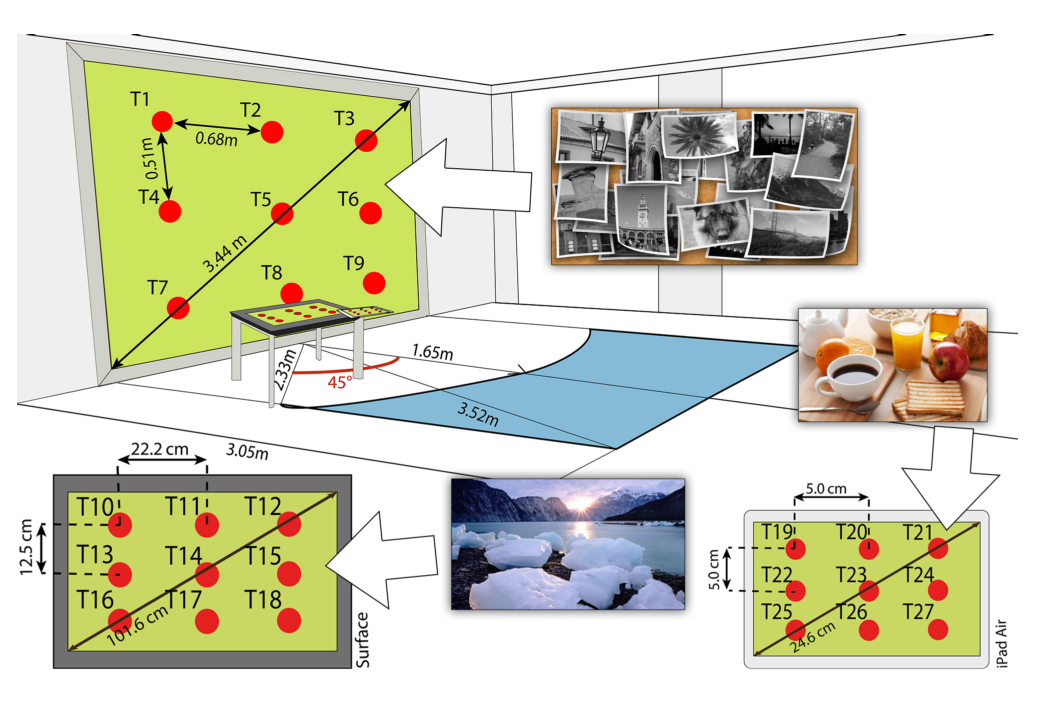 T1
T2
T3
0.68m
0.51m
T4
T5
T6
3.44 m
T7
T8
T9
2.33m
45°
1.65m
3.52m
3.05m
22.2 cm
12.5 cm
T10
T11
T12
T13
T14
T15
T16
T17
T18
101.6 cm
Surface
5.0 cm
5.0 cm
T19
T20
T21
T22
T23
T24
T25
T26
T27
24.6 cm
iPad Air